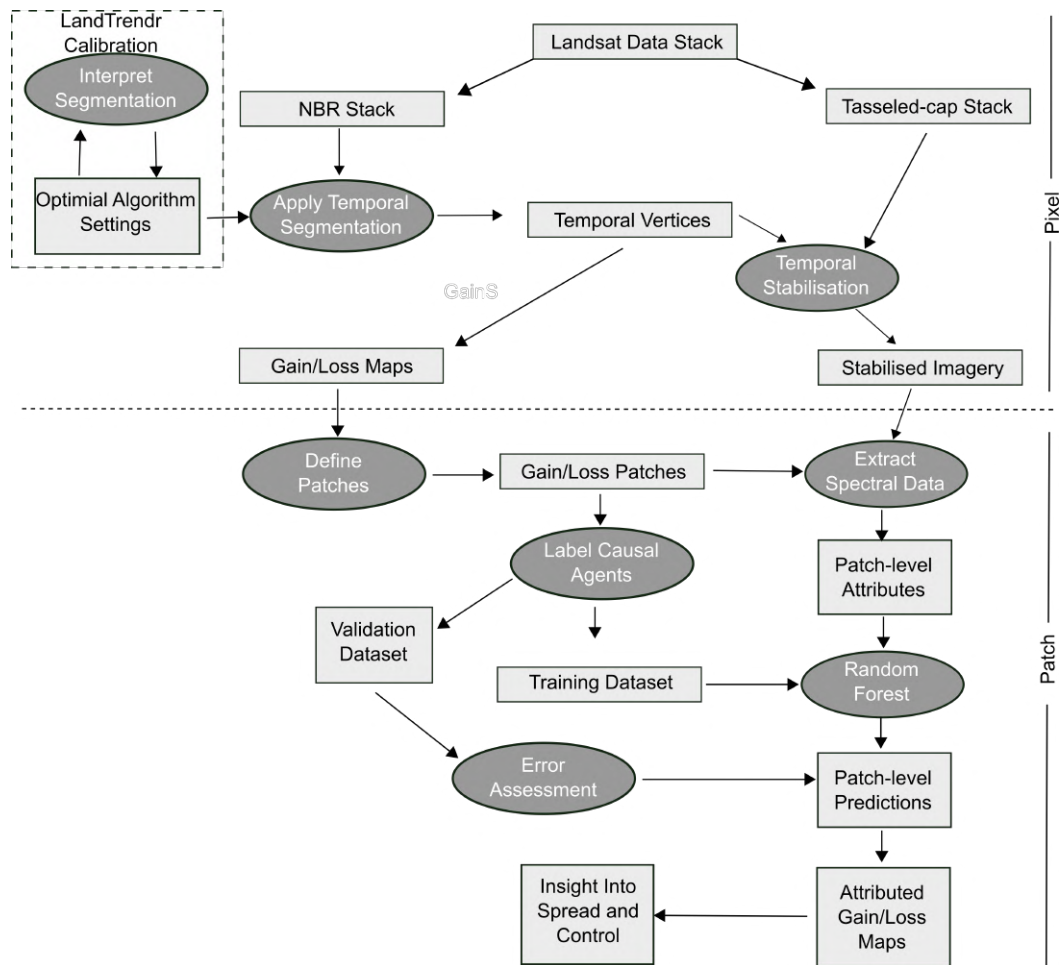 LandTrendr
Calibration
Interpret
Segmentation
Optimial Algorithm
Settings
Landsat Data Stack
NBR Stack
Tasseled-cap Stack
Apply Temporal
Segmentation
Temporal Vertices
Temporal
Stabilisation
GainS
Gain/Loss Maps
Stabilised Imagery
Pixel
Define
Patches
Gain/Loss Patches
Extract
Spectral Data
Label Causal
Agents
Patch-level
Attributes
Validation
Dataset
Training Dataset
Random
Forest
Error
Assessment
Patch-level
Predictions
Insight Into
Spread and
Control
Attributed
Gain/Loss
Maps
Patch